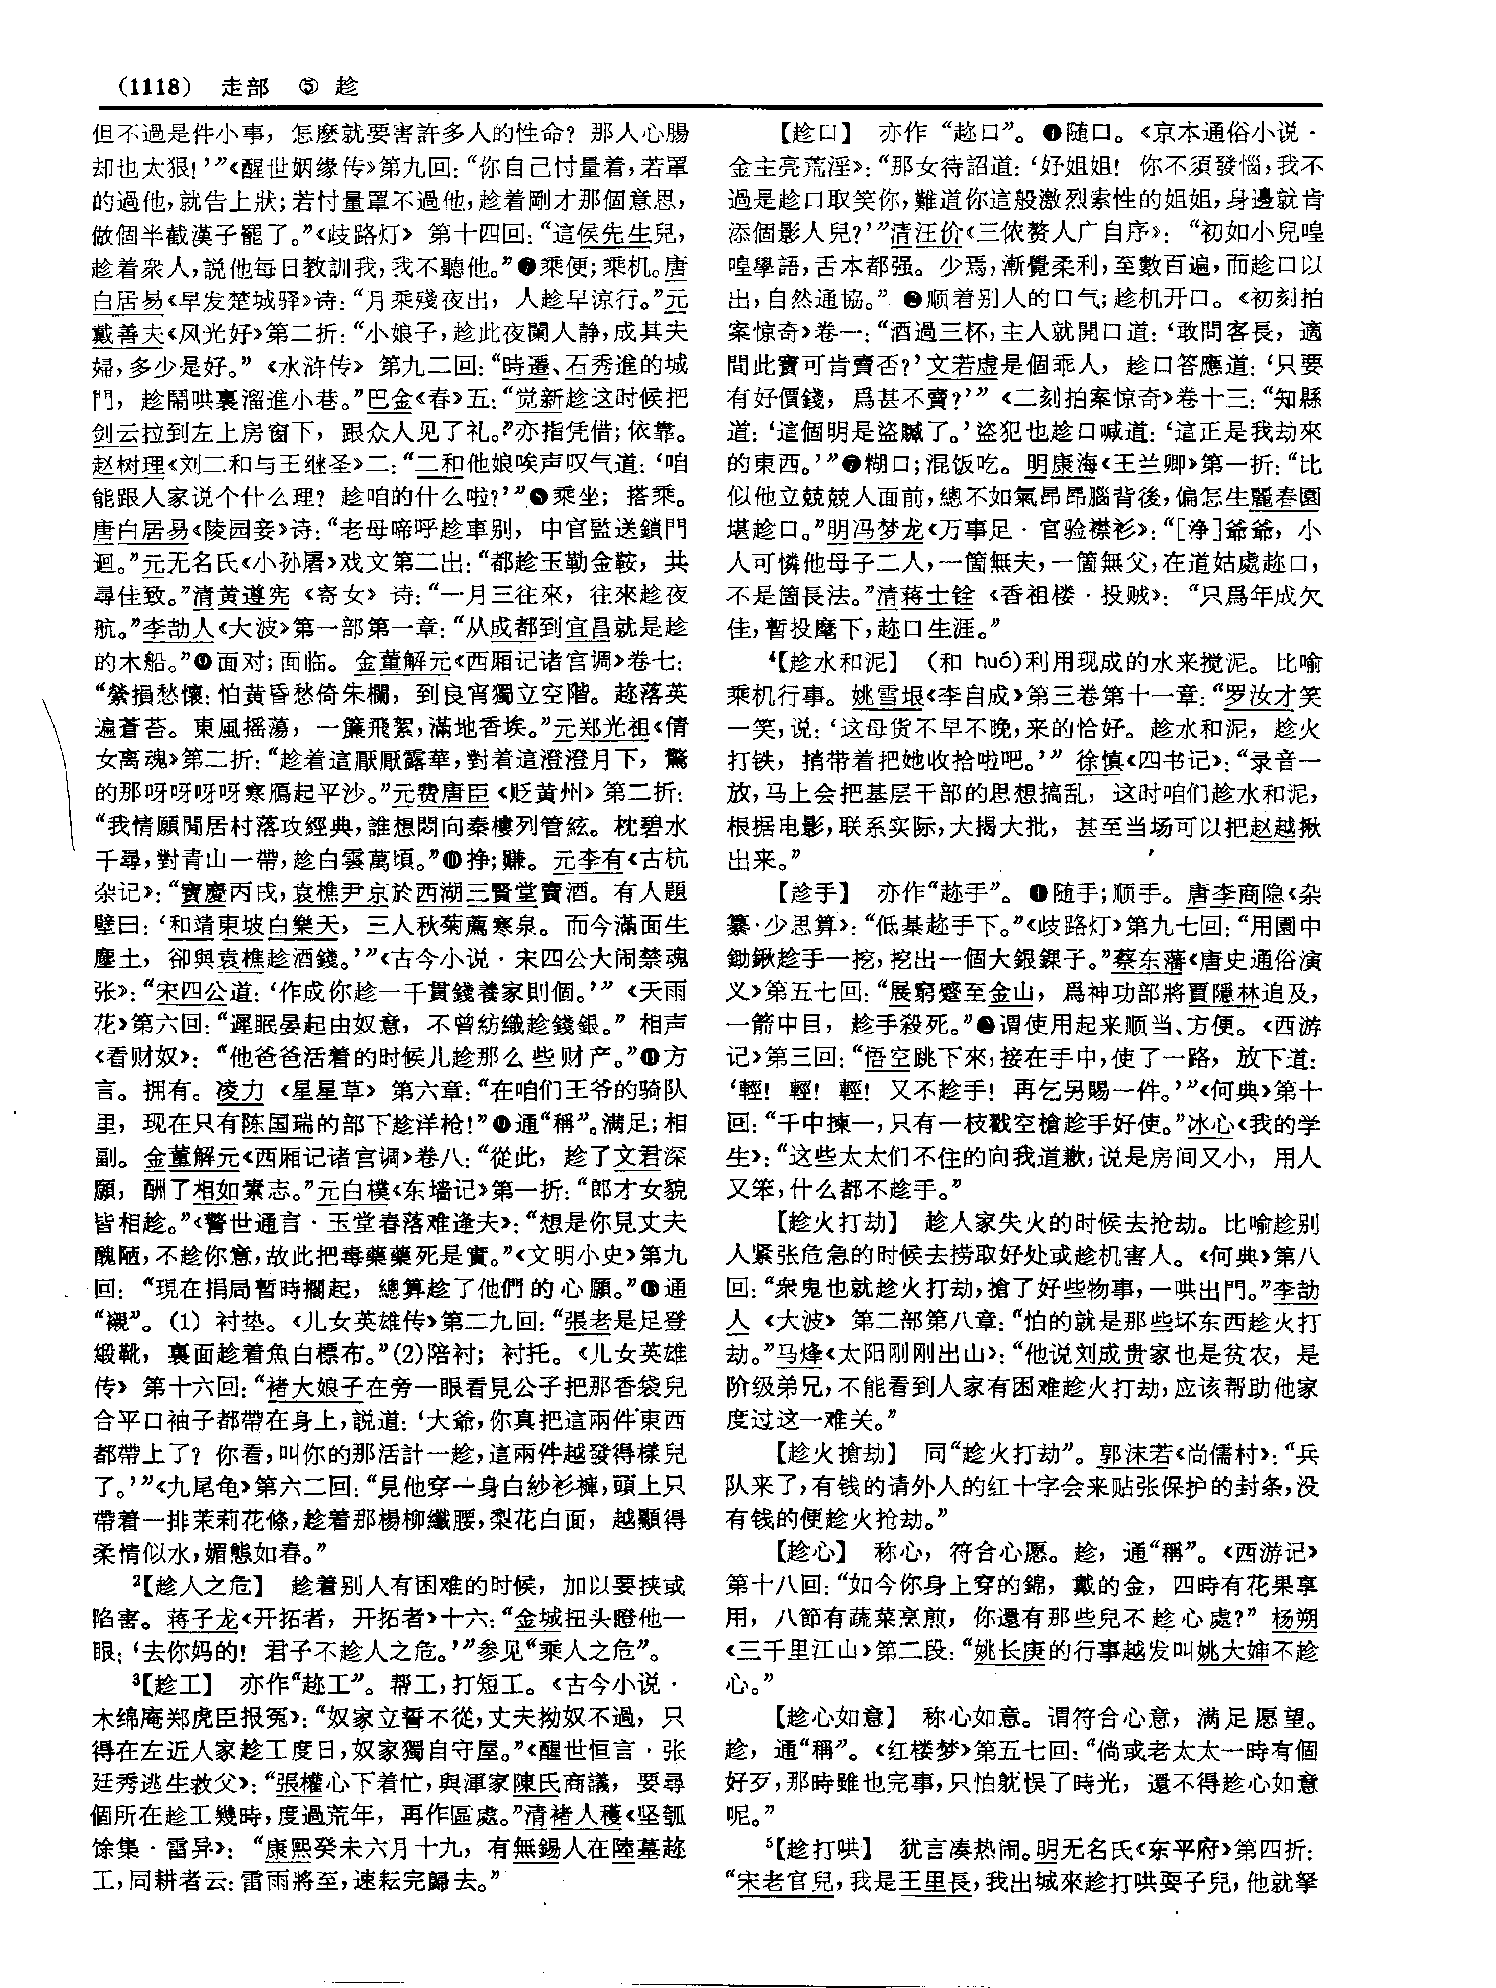 (1118) 走部 ⑤ 趁
但不過是件小事，怎麽就要害許多人的性命？那人心腸
却也太狠！’”《醒世姻缘传》第九回：“你自己忖量着，若罩
的過他，就告上狀；若忖量罩不過他，趁着剛才那個意思，
做個半截漢子罷了。”《歧路灯》第十四回：“這侯先生兒，
趁着衆人，説他每日教訓我，我不聽他。”❼乘便；乘机。唐
白居易《早发楚城驿》诗：“月乘殘夜出，人趁早涼行。”元
戴善夫《风光好》第二折：“小娘子，趁此夜闌人静，成其夫
婦，多少是好。”《水浒传》第九二回：“時遷、石秀進的城
門，趁鬧哄裏溜進小巷。”巴金《春》五：“觉新趁这时候把
剑云拉到左上房窗下，跟众人见了礼。”亦指凭借；依靠。
赵树理《刘二和与王继圣》二：“二和他娘唉声叹气道：‘咱
能跟人家说个什么理？趁咱的什么啦？’”❽乘坐；搭乘。
唐白居易《陵园妾》诗：“老母啼呼趁車别，中官監送鎖門
迴。”元无名氏《小孙屠》戏文第二出：“都趁玉勒金鞍，共
尋佳致。”清黄遵宪《寄女》诗：“一月三往來，往來趁夜
航。”李劼人《大波》第一部第一章：“从成都到宜昌就是趁
的木船。”❾面对；面临。金董解元《西厢记诸宫调》卷七：
“縈損愁懷：怕黄昏愁倚朱欄，到良宵獨立空階。趂落英
遍蒼苔。東風摇蕩，一簾飛絮，滿地香埃。”元郑光祖《倩
女离魂》第二折：“趁着這厭厭露華，對着這澄澄月下，驚
的那呀呀呀呀寒鴈起平沙。”元费唐臣《贬黄州》第二折：
“我情願閒居村落攻經典，誰想悶向秦樓列管絃。枕碧水
千尋，對青山一帶，趁白雲萬頃。”❿挣；赚。元李有《古杭
杂记》：“寳慶丙戌，袁樵尹京於西湖三賢堂賣酒。有人題
壁曰：‘和靖東坡白樂天，三人秋菊薦寒泉。而今滿面生
塵土，卻與袁樵趁酒錢。’”《古今小说·宋四公大闹禁魂
张》：“宋四公道：‘作成你趁一千貫錢養家則個。’”《天雨
花》第六回：“遲眠晏起由奴意，不曾紡織趁錢銀。”相声
《看财奴》：“他爸爸活着的时候儿趁那么些财产。”⓫方
言。拥有。凌力《星星草》第六章：“在咱们王爷的骑队
里，现在只有陈国瑞的部下趁洋枪！”⓬通“稱”。满足；相
副。金董解元《西厢记诸宫调》卷八：“從此，趁了文君深
願，酬了相如素志。”元白樸《东墙记》第一折：“郎才女貌
皆相趁。”《警世通言·玉堂春落难逢夫》：“想是你見丈夫
醜陋，不趁你意，故此把毒藥藥死是實。”《文明小史》第九
回：“現在捐局暫時擱起，總算趁了他們的心願。”⓭通
“襯”。(1) 衬垫。《儿女英雄传》第二九回：“張老是足登
緞靴，裏面趁着魚白標布。”(2)陪衬；衬托。《儿女英雄
传》第十六回：“褚大娘子在旁一眼看見公子把那香袋兒
合平口袖子都帶在身上，説道：‘大爺，你真把這兩件東西
都帶上了？你看，叫你的那活計一趁，這兩件越發得樣兒
了。’”《九尾龟》第六二回：“見他穿一身白紗衫褲，頭上只
帶着一排茉莉花條，趁着那楊柳纖腰，梨花白面，越顯得
柔情似水，媚態如春。”
²【趁人之危】 趁着别人有困难的时候，加以要挟或
陷害。蒋子龙《开拓者，开拓者》十六：“金城扭头瞪他一
眼：‘去你妈的！君子不趁人之危。’”参见“乘人之危”。
³【趁工】 亦作“趂工”。帮工，打短工。《古今小说·
木绵庵郑虎臣报冤》：“奴家立誓不從，丈夫拗奴不過，只
得在左近人家趁工度日，奴家獨自守屋。”《醒世恒言·张
廷秀逃生救父》：“張權心下着忙，與渾家陳氏商議，要尋
個所在趁工幾時，度過荒年，再作區處。”清褚人穫《坚瓠
馀集·雷异》：“康熙癸未六月十九，有無錫人在陸墓趂
工，同耕者云：雷雨將至，速耘完歸去。”
【趁口】 亦作“趂口”。❶随口。《京本通俗小说·
金主亮荒淫》：“那女待詔道：‘好姐姐！你不須發惱，我不
過是趁口取笑你，難道你這般激烈索性的姐姐，身邊就肯
添個影人兒？’”清汪价《三侬赘人广自序》：“初如小兒喤
喤學語，舌本都强。少焉，漸覺柔利，至數百遍，而趁口以
出，自然通協。”❷顺着别人的口气；趁机开口。《初刻拍
案惊奇》卷一：“酒過三杯，主人就開口道：‘敢問客長，適
間此寶可肯賣否？’文若虚是個乖人，趁口答應道：‘只要
有好價錢，爲甚不賣？’”《二刻拍案惊奇》卷十三：“知縣
道：‘這個明是盜贓了。’盜犯也趁口喊道：‘這正是我劫來
的東西。’”❸糊口；混饭吃。明康海《王兰卿》第一折：“比
似他立兢兢人面前，總不如氣昂昂腦背後，偏怎生麗春園
堪趁口。”明冯梦龙《万事足·官验襟衫》：“［净］爺爺，小
人可憐他母子二人，一箇無夫，一箇無父，在道姑處趂口，
不是箇長法。”清蒋士铨《香祖楼·投贼》：“只爲年成欠
佳，暫投麾下，趂口生涯。”
⁴【趁水和泥】 （和 huó）利用现成的水来搅泥。比喻
乘机行事。姚雪垠《李自成》第三卷第十一章：“罗汝才笑
一笑，说：‘这母货不早不晚，来的恰好。趁水和泥，趁火
打铁，捎带着把她收拾啦吧。’”徐慎《四书记》：“录音一
放，马上会把基层干部的思想搞乱，这时咱们趁水和泥，
根据电影，联系实际，大揭大批，甚至当场可以把赵越揪
出来。”
【趁手】 亦作“趂手”。❶随手；顺手。唐李商隐《杂
纂·少思算》：“低棊趂手下。”《歧路灯》第九七回：“用園中
鋤鍬趁手一挖，挖出一個大銀錁子。”蔡东藩《唐史通俗演
义》第五七回：“展窮蹙至金山，爲神功部將賈隱林追及，
一箭中目，趁手殺死。”❷谓使用起来顺当、方便。《西游
记》第三回：“悟空跳下來，接在手中，使了一路，放下道：
‘輕！輕！輕！又不趁手！再乞另賜一件。’”《何典》第十
回：“千中揀一，只有一枝戳空槍趁手好使。”冰心《我的学
生》：“这些太太们不住的向我道歉，说是房间又小，用人
又笨，什么都不趁手。”
【趁火打劫】 趁人家失火的时候去抢劫。比喻趁别
人紧张危急的时候去捞取好处或趁机害人。《何典》第八
回：“衆鬼也就趁火打劫，搶了好些物事，一哄出門。”李劼
人《大波》第二部第八章：“怕的就是那些坏东西趁火打
劫。”马烽《太阳刚刚出山》：“他说刘成贵家也是贫农，是
阶级弟兄，不能看到人家有困难趁火打劫，应该帮助他家
度过这一难关。”
【趁火搶劫】 同“趁火打劫”。郭沫若《尚儒村》：“兵
队来了，有钱的请外人的红十字会来贴张保护的封条，没
有钱的便趁火抢劫。”
【趁心】 称心，符合心愿。趁，通“稱”。《西游记》
第十八回：“如今你身上穿的錦，戴的金，四時有花果享
用，八節有蔬菜烹煎，你還有那些兒不趁心處？”杨朔
《三千里江山》第二段：“姚长庚的行事越发叫姚大婶不趁
心。”
【趁心如意】 称心如意。谓符合心意，满足愿望。
趁，通“稱”。《红楼梦》第五七回：“倘或老太太一時有個
好歹，那時雖也完事，只怕躭悞了時光，還不得趁心如意
呢。”
⁵【趁打哄】 犹言凑热闹。明无名氏《东平府》第四折：
“宋老官兒，我是王里長，我出城來趁打哄耍子兒，他就拏